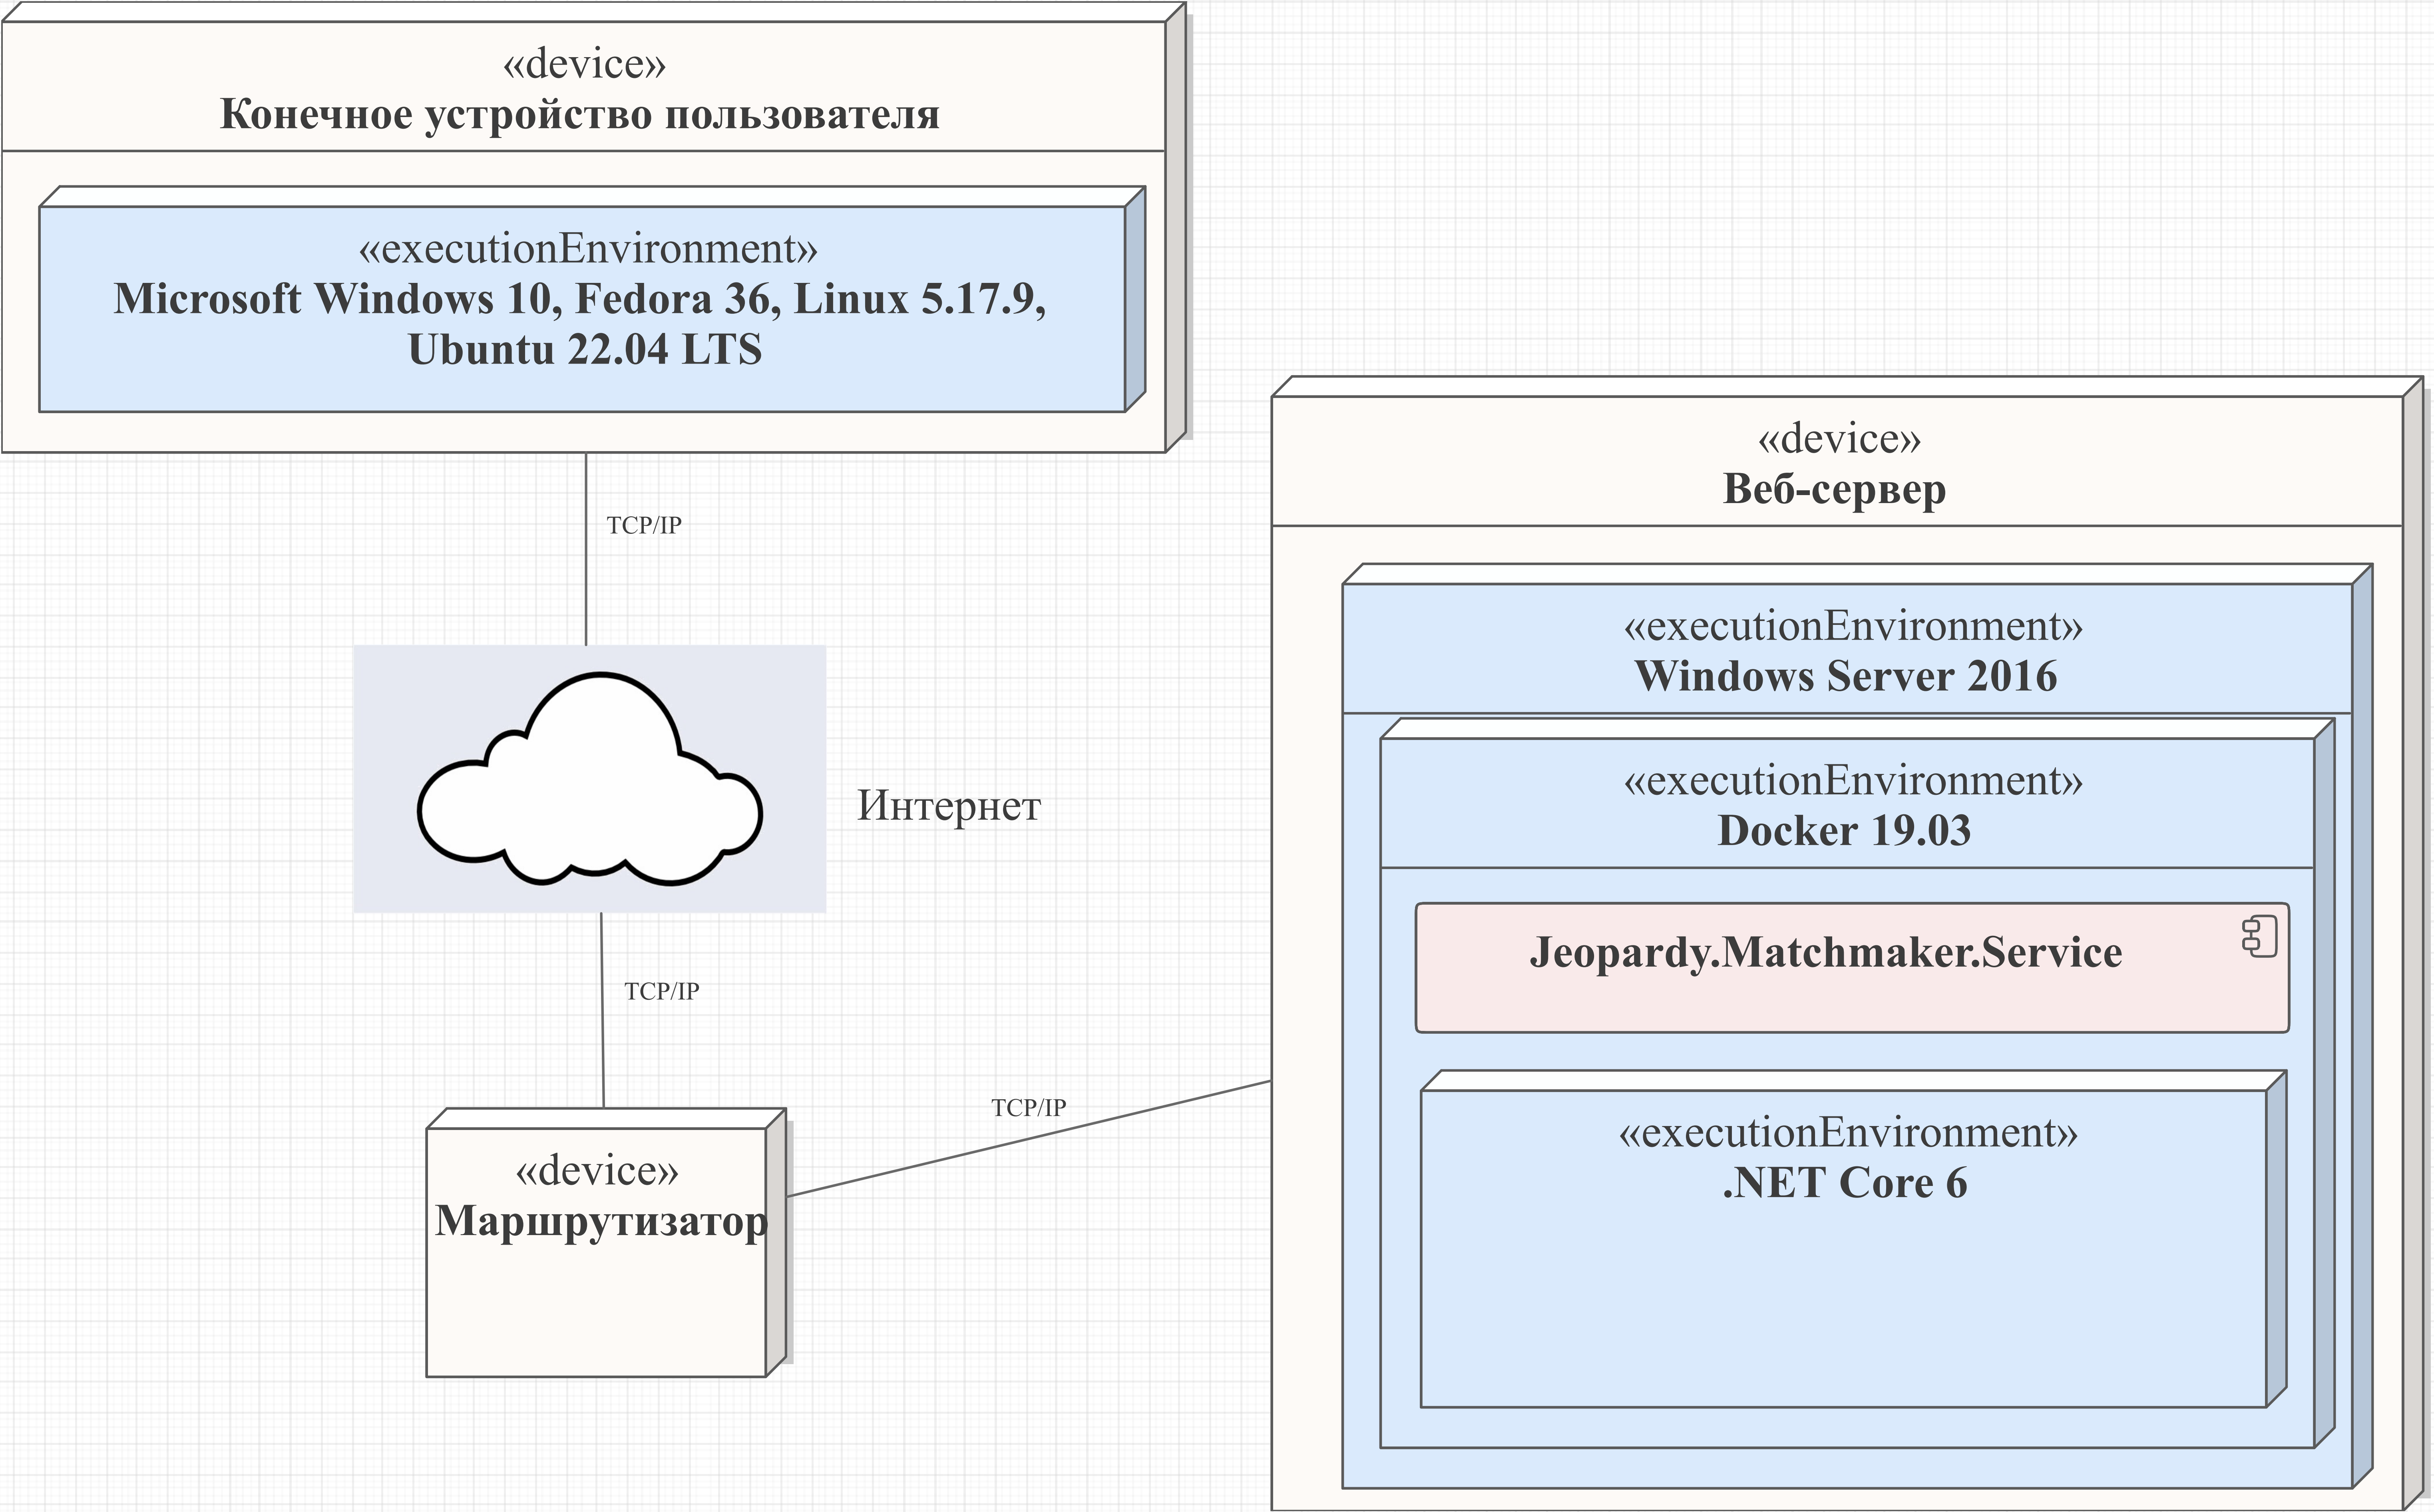 «device»
Конечное устройство пользователя
«executionEnvironment»
Microsoft Windows 10, Fedora 36, Linux 5.17.9,
Ubuntu 22.04 LTS
TCP/IP
Интернет
TCP/IP
«device»
Маршрутизатор
TCP/IP
«device»
Веб-сервер
«executionEnvironment»
Windows Server 2016
«executionEnvironment»
Docker 19.03
Jeopardy.Matchmaker.Service
«executionEnvironment»
.NET Core 6